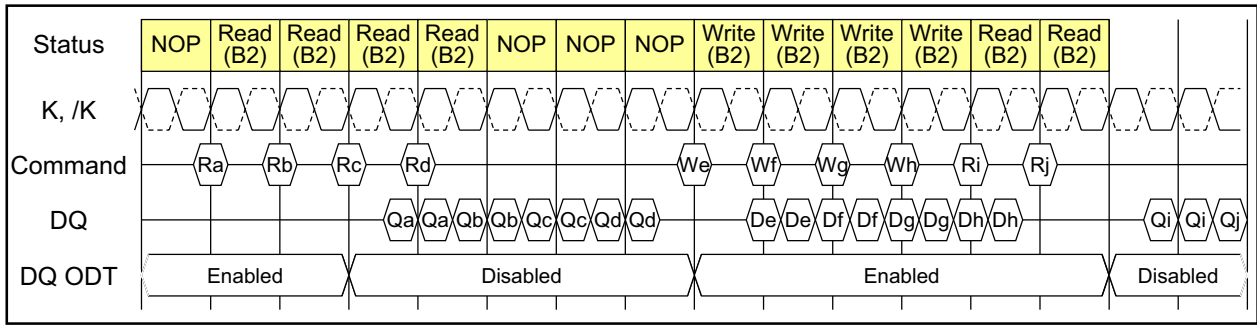 Status NOP Read (B2) Read (B2) Read (B2) Read (B2) NOP NOP NOP Write (B2) Write (B2) Write (B2) Write (B2) Read (B2) Read (B2)
K, /K
Command Ra Rb Rc Rd We Wf Wg Wh Ri Rj
DQ Qa Qa Qb Qb Qc Qc Qd Qd De De Df Df Dg Dg Dh Dh Qi Qi Qj
DQ ODT Enabled Disabled Enabled Disabled